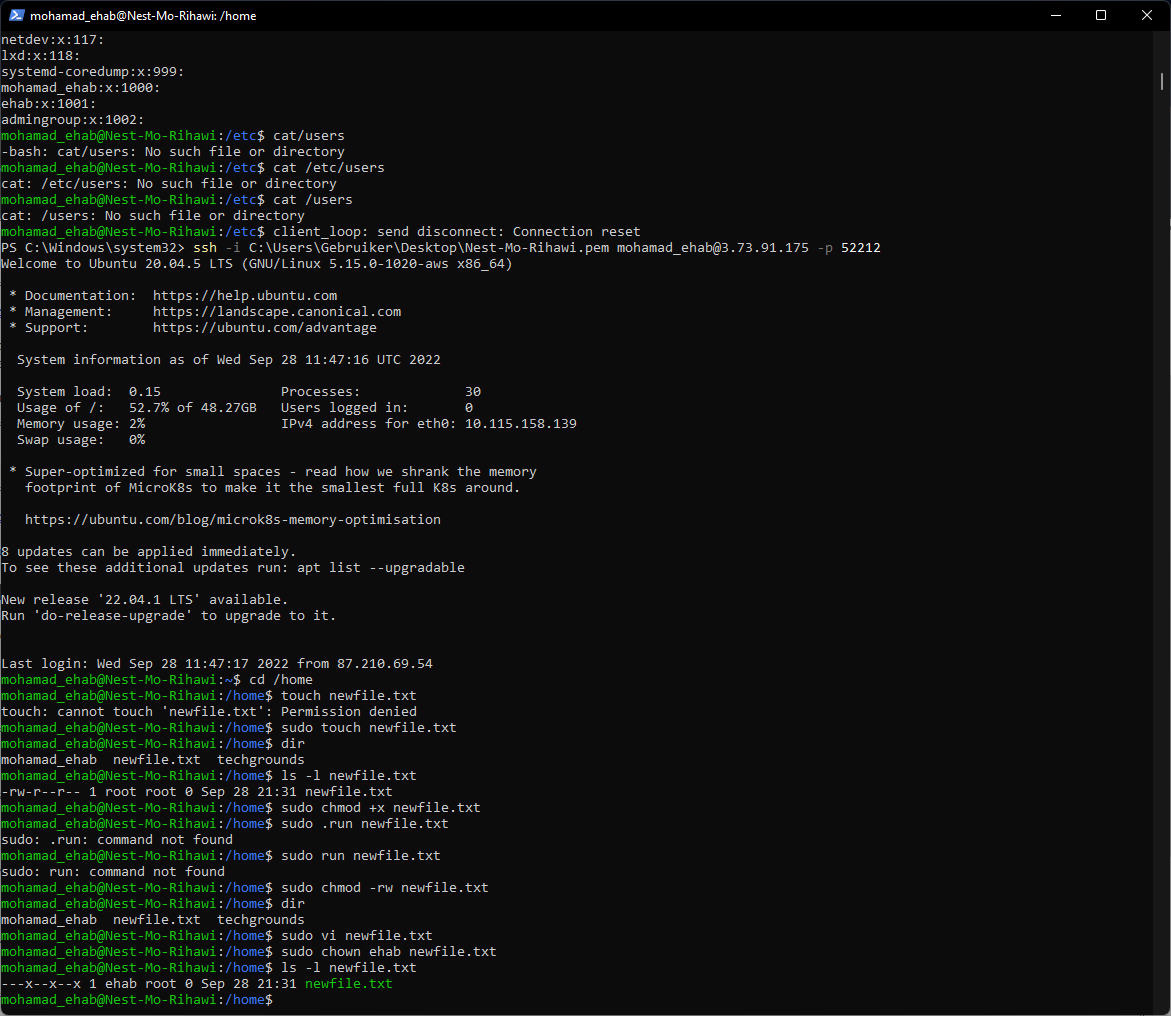 mohamad_ehab@Nest-Mo-Rihawi: /home
netdev:x:117:
lxd:x:118:
systemd-coredump:x:999:
mohamad_ehab:x:1000:
ehab:x:1001:
admingroup:x:1002:
mohamad_ehab@Nest-Mo-Rihawi:/etc$ cat/users
-bash: cat/users: No such file or directory
mohamad_ehab@Nest-Mo-Rihawi:/etc$ cat /etc/users
cat: /etc/users: No such file or directory
mohamad_ehab@Nest-Mo-Rihawi:/etc$ cat /users
cat: /users: No such file or directory
mohamad_ehab@Nest-Mo-Rihawi:/etc$ client_loop: send disconnect: Connection reset
PS C:\Windows\system32> ssh -i C:\Users\Gebruiker\Desktop\Nest-Mo-Rihawi.pem mohamad_ehab@3.73.91.175 -p 52212
Welcome to Ubuntu 20.04.5 LTS (GNU/Linux 5.15.0-1020-aws x86_64)

 * Documentation:  https://help.ubuntu.com
 * Management:     https://landscape.canonical.com
 * Support:        https://ubuntu.com/advantage

  System information as of Wed Sep 28 11:47:16 UTC 2022

  System load:  0.15               Processes:             30
  Usage of /:   52.7% of 48.27GB   Users logged in:       0
  Memory usage: 2%                 IPv4 address for eth0: 10.115.158.139
  Swap usage:   0%

 * Super-optimized for small spaces - read how we shrank the memory
   footprint of MicroK8s to make it the smallest full K8s around.

   https://ubuntu.com/blog/microk8s-memory-optimisation

8 updates can be applied immediately.
To see these additional updates run: apt list --upgradable

New release '22.04.1 LTS' available.
Run 'do-release-upgrade' to upgrade to it.

Last login: Wed Sep 28 11:47:17 2022 from 87.210.69.54
mohamad_ehab@Nest-Mo-Rihawi:~$ cd /home
mohamad_ehab@Nest-Mo-Rihawi:/home$ touch newfile.txt
touch: cannot touch 'newfile.txt': Permission denied
mohamad_ehab@Nest-Mo-Rihawi:/home$ sudo touch newfile.txt
mohamad_ehab@Nest-Mo-Rihawi:/home$ dir
mohamad_ehab  newfile.txt  techgrounds
mohamad_ehab@Nest-Mo-Rihawi:/home$ ls -l newfile.txt
-rw-r--r-- 1 root root 0 Sep 28 21:31 newfile.txt
mohamad_ehab@Nest-Mo-Rihawi:/home$ sudo chmod +x newfile.txt
mohamad_ehab@Nest-Mo-Rihawi:/home$ sudo .run newfile.txt
sudo: .run: command not found
mohamad_ehab@Nest-Mo-Rihawi:/home$ sudo run newfile.txt
sudo: run: command not found
mohamad_ehab@Nest-Mo-Rihawi:/home$ sudo chmod -rw newfile.txt
mohamad_ehab@Nest-Mo-Rihawi:/home$ dir
mohamad_ehab  newfile.txt  techgrounds
mohamad_ehab@Nest-Mo-Rihawi:/home$ sudo vi newfile.txt
mohamad_ehab@Nest-Mo-Rihawi:/home$ sudo chown ehab newfile.txt
mohamad_ehab@Nest-Mo-Rihawi:/home$ ls -l newfile.txt
---x--x--x 1 ehab root 0 Sep 28 21:31 newfile.txt
mohamad_ehab@Nest-Mo-Rihawi:/home$